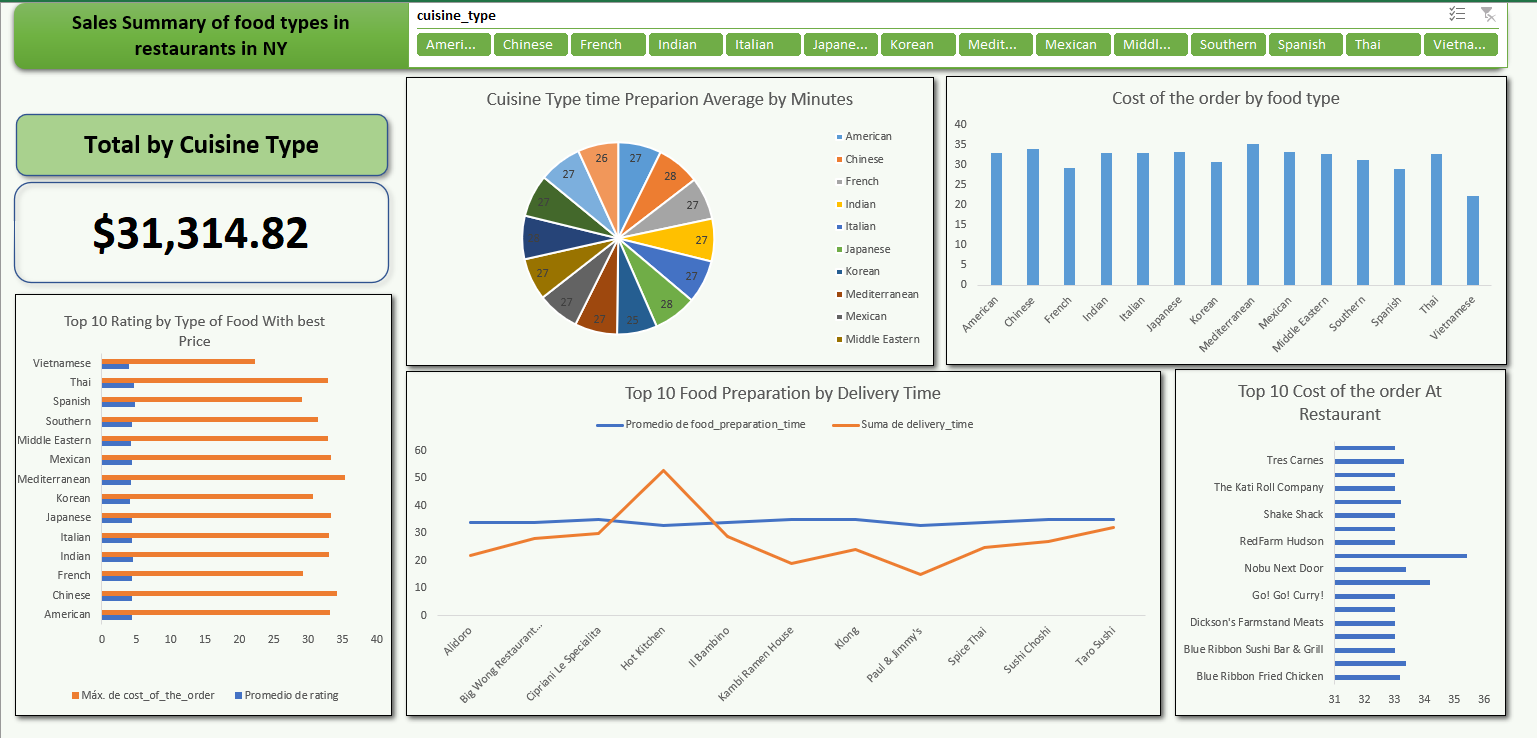 Sales Summary of food types in
restaurants in NY
cuisine_type
Ameri...
Chinese
French
Indian
Italian
Japane...
Korean
Medit...
Mexican
Middl...
Southern
Spanish
Thai
Vietna...
Total by Cuisine Type
$31,314.82
Cuisine Type time Preparion Average by Minutes
27
28
27
27
27
28
25
27
27
27
27
27
26
American
Chinese
French
Indian
Italian
Japanese
Korean
Mediterranean
Mexican
Middle Eastern
Cost of the order by food type
40
35
30
25
20
15
10
5
0
American
Chinese
French
Indian
Italian
Japanese
Korean
Mediterranean
Mexican
Middle Eastern
Southern
Spanish
Thai
Vietnamese
Top 10 Rating by Type of Food With best
Price
Vietnamese
Thai
Spanish
Southern
Middle Eastern
Mexican
Mediterranean
Korean
Japanese
Italian
Indian
French
Chinese
American
0 5 10 15 20 25 30 35 40
Máx. de cost_of_the_order
Promedio de rating
Top 10 Food Preparation by Delivery Time
Promedio de food_preparation_time
Suma de delivery_time
60
50
40
30
20
10
0
Alidoro
Big Wong Restaurant...
Cipriani Le Specialita
Hot Kitchen
Il Bambino
Kambi Ramen House
Klong
Paul & Jimmy's
Spice Thai
Sushi Choshi
Taro Sushi
Top 10 Cost of the order At
Restaurant
Tres Carnes
The Kati Roll Company
Shake Shack
RedFarm Hudson
Nobu Next Door
Go! Go! Curry!
Dickson's Farmstand Meats
Blue Ribbon Sushi Bar & Grill
Blue Ribbon Fried Chicken
31 32 33 34 35 36